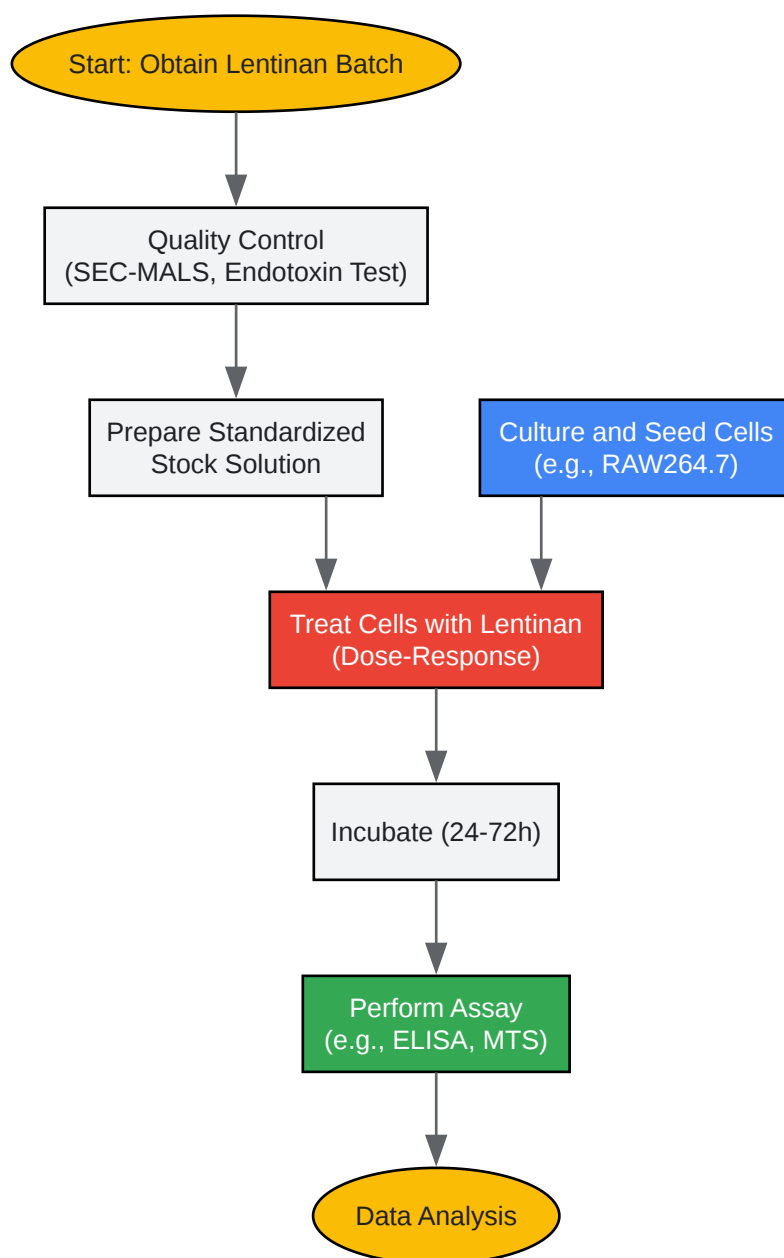 Start: Obtain Lentinan Batch
Quality Control
(SEC-MALS, Endotoxin Test)
Prepare Standardized
Stock Solution
Culture and Seed Cells
(e.g., RAW264.7)
Treat Cells with Lentinan
(Dose-Response)
Incubate (24-72h)
Perform Assay
(e.g., ELISA, MTS)
Data Analysis